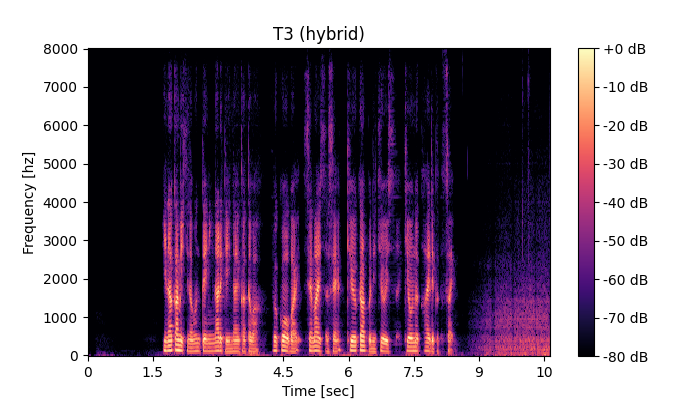 T3 (hybrid)
8000
7000
6000
5000
4000
3000
2000
1000
0
Frequency [hz]
0 1.5 3 4.5 6 7.5 9 10
Time [sec]
+0 dB
-10 dB
-20 dB
-30 dB
-40 dB
-50 dB
-60 dB
-70 dB
-80 dB